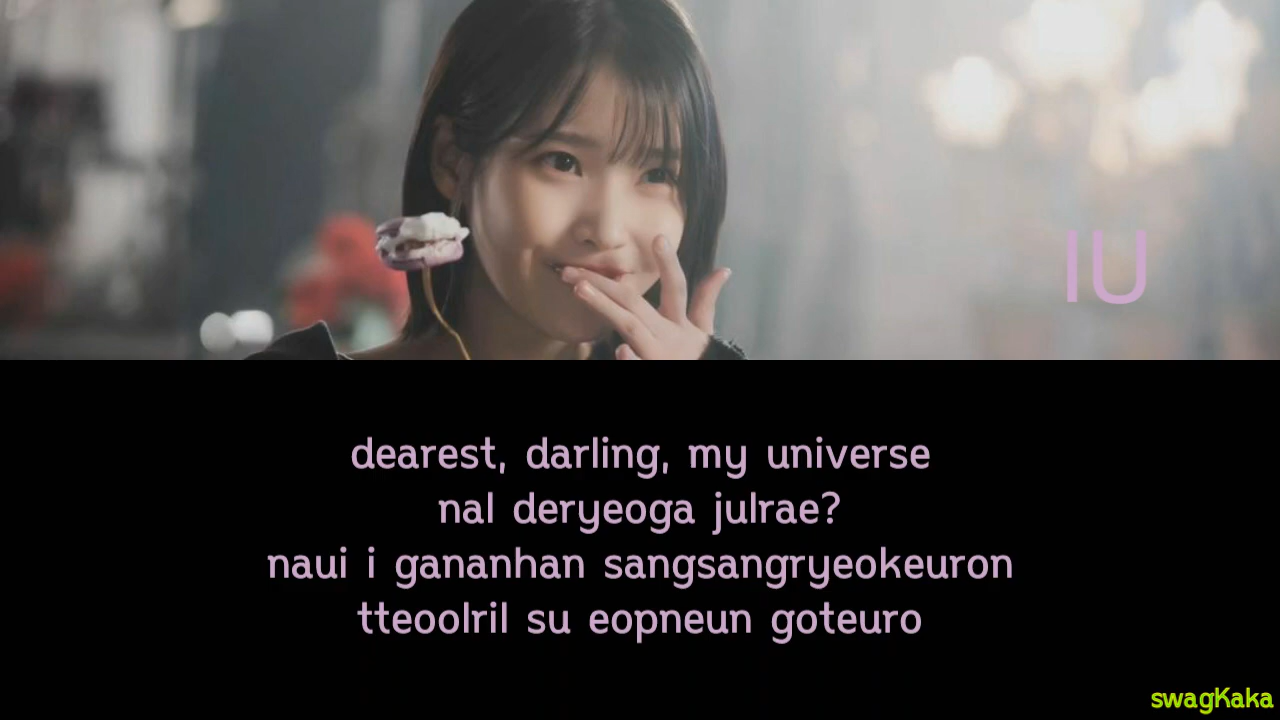 IU
dearest, darling, my universe
nal deryeoga julrae?
naui i gananhan sangsangryeokeuron
tteoolril su eopneun goteuro
swagKaka